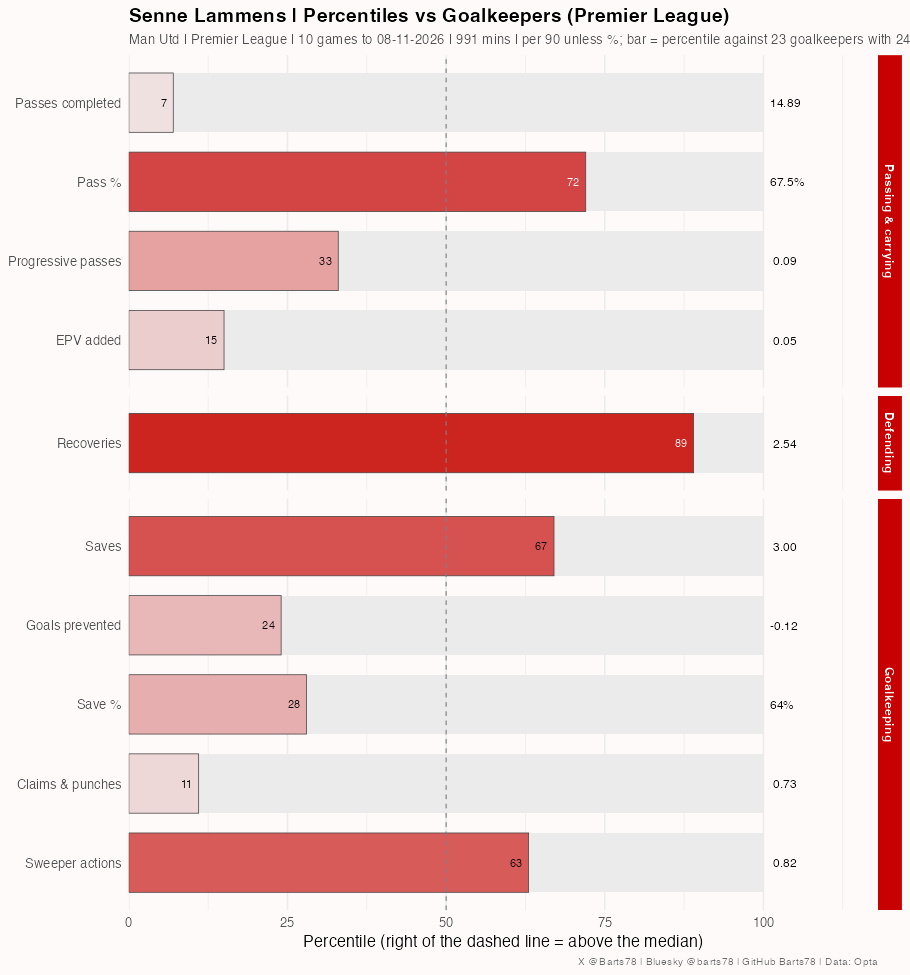 Senne Lammens | Percentiles vs Goalkeepers (Premier League)
Man Utd | Premier League | 10 games to 08-11-2026 | 991 mins | per 90 unless %; bar = percentile against 23 goalkeepers with 24
Passes completed 7 14.89
Pass % 72 67.5%
Progressive passes 33 0.09
EPV added 15 0.05
Passing & carrying
Recoveries 89 2.54
Defending
Saves 67 3.00
Goals prevented 24 -0.12
Save % 28 64%
Claims & punches 11 0.73
Sweeper actions 63 0.82
Goalkeeping
0 25 50 75 100
Percentile (right of the dashed line = above the median)
X @Barts78 | Bluesky @barts78 | GitHub Barts78 | Data: Opta